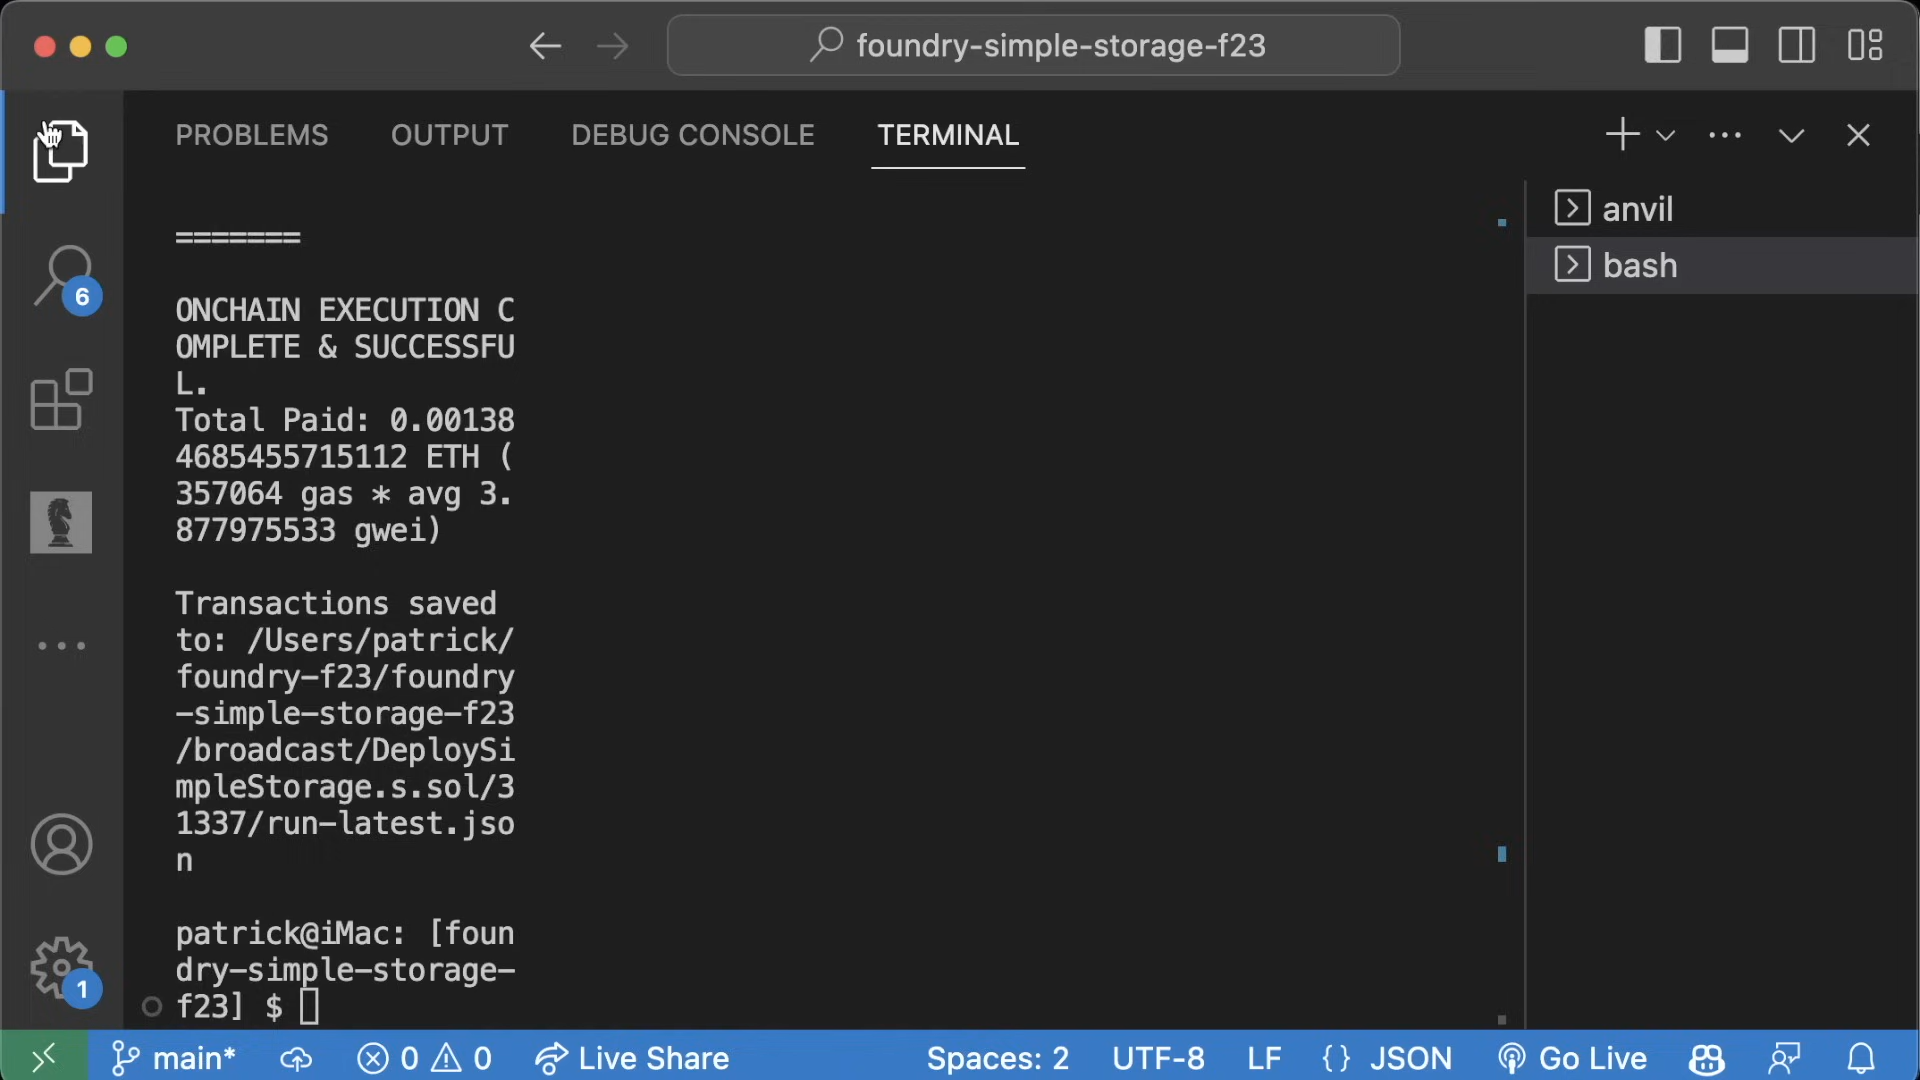 foundry-simple-storage-f23
PROBLEMS OUTPUT DEBUG CONSOLE TERMINAL
=======
ONCHAIN EXECUTION C
OMPLETE & SUCCESSFU
L.
Total Paid: 0.00138
4685455715112 ETH (
357064 gas * avg 3.
877975533 gwei)
Transactions saved
to: /Users/patrick/
foundry-f23/foundry
-simple-storage-f23
/broadcast/DeploySi
mpleStorage.s.sol/3
1337/run-latest.jso
n
patrick@iMac: [foun
dry-simple-storage-
f23] $
anvil
bash
6
1
main* 0 0 Live Share Spaces: 2 UTF-8 LF {} JSON Go Live